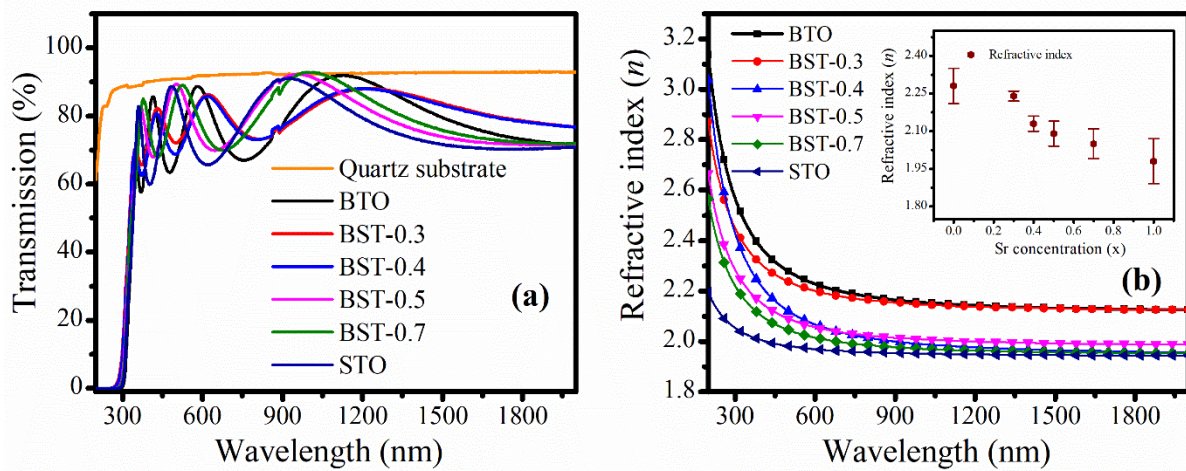 Transmission (%)
100
80
60
40
20
0
Quartz substrate
BTO
BST-0.3
BST-0.4
BST-0.5
BST-0.7
STO
(a)
300 600 900 1200 1500 1800
Wavelength (nm)
Refractive index (n)
3.2
3.0
2.8
2.6
2.4
2.2
2.0
1.8
BTO
BST-0.3
BST-0.4
BST-0.5
BST-0.7
STO
Refractive index (n)
2.40
2.25
2.10
1.95
1.80
Refractive index
0.0 0.2 0.4 0.6 0.8 1.0
Sr concentration (x)
(b)
300 600 900 1200 1500 1800
Wavelength (nm)